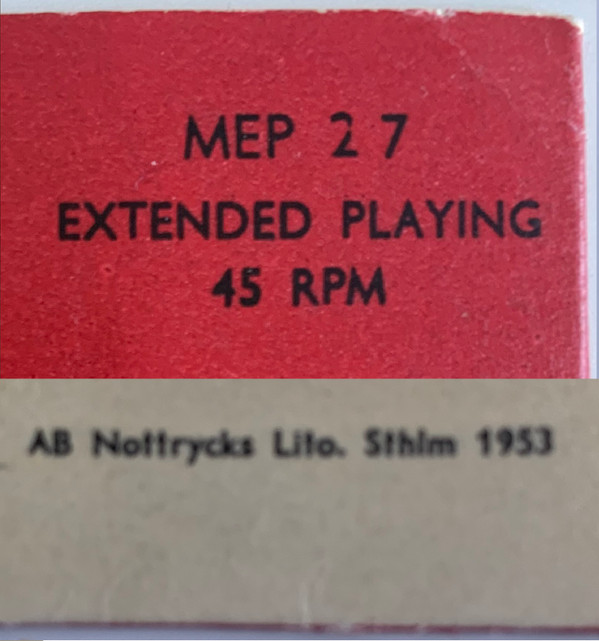 MEP 27
EXTENDED PLAYING
45 RPM
AB Nottrycks Lito. Sthlm 1953